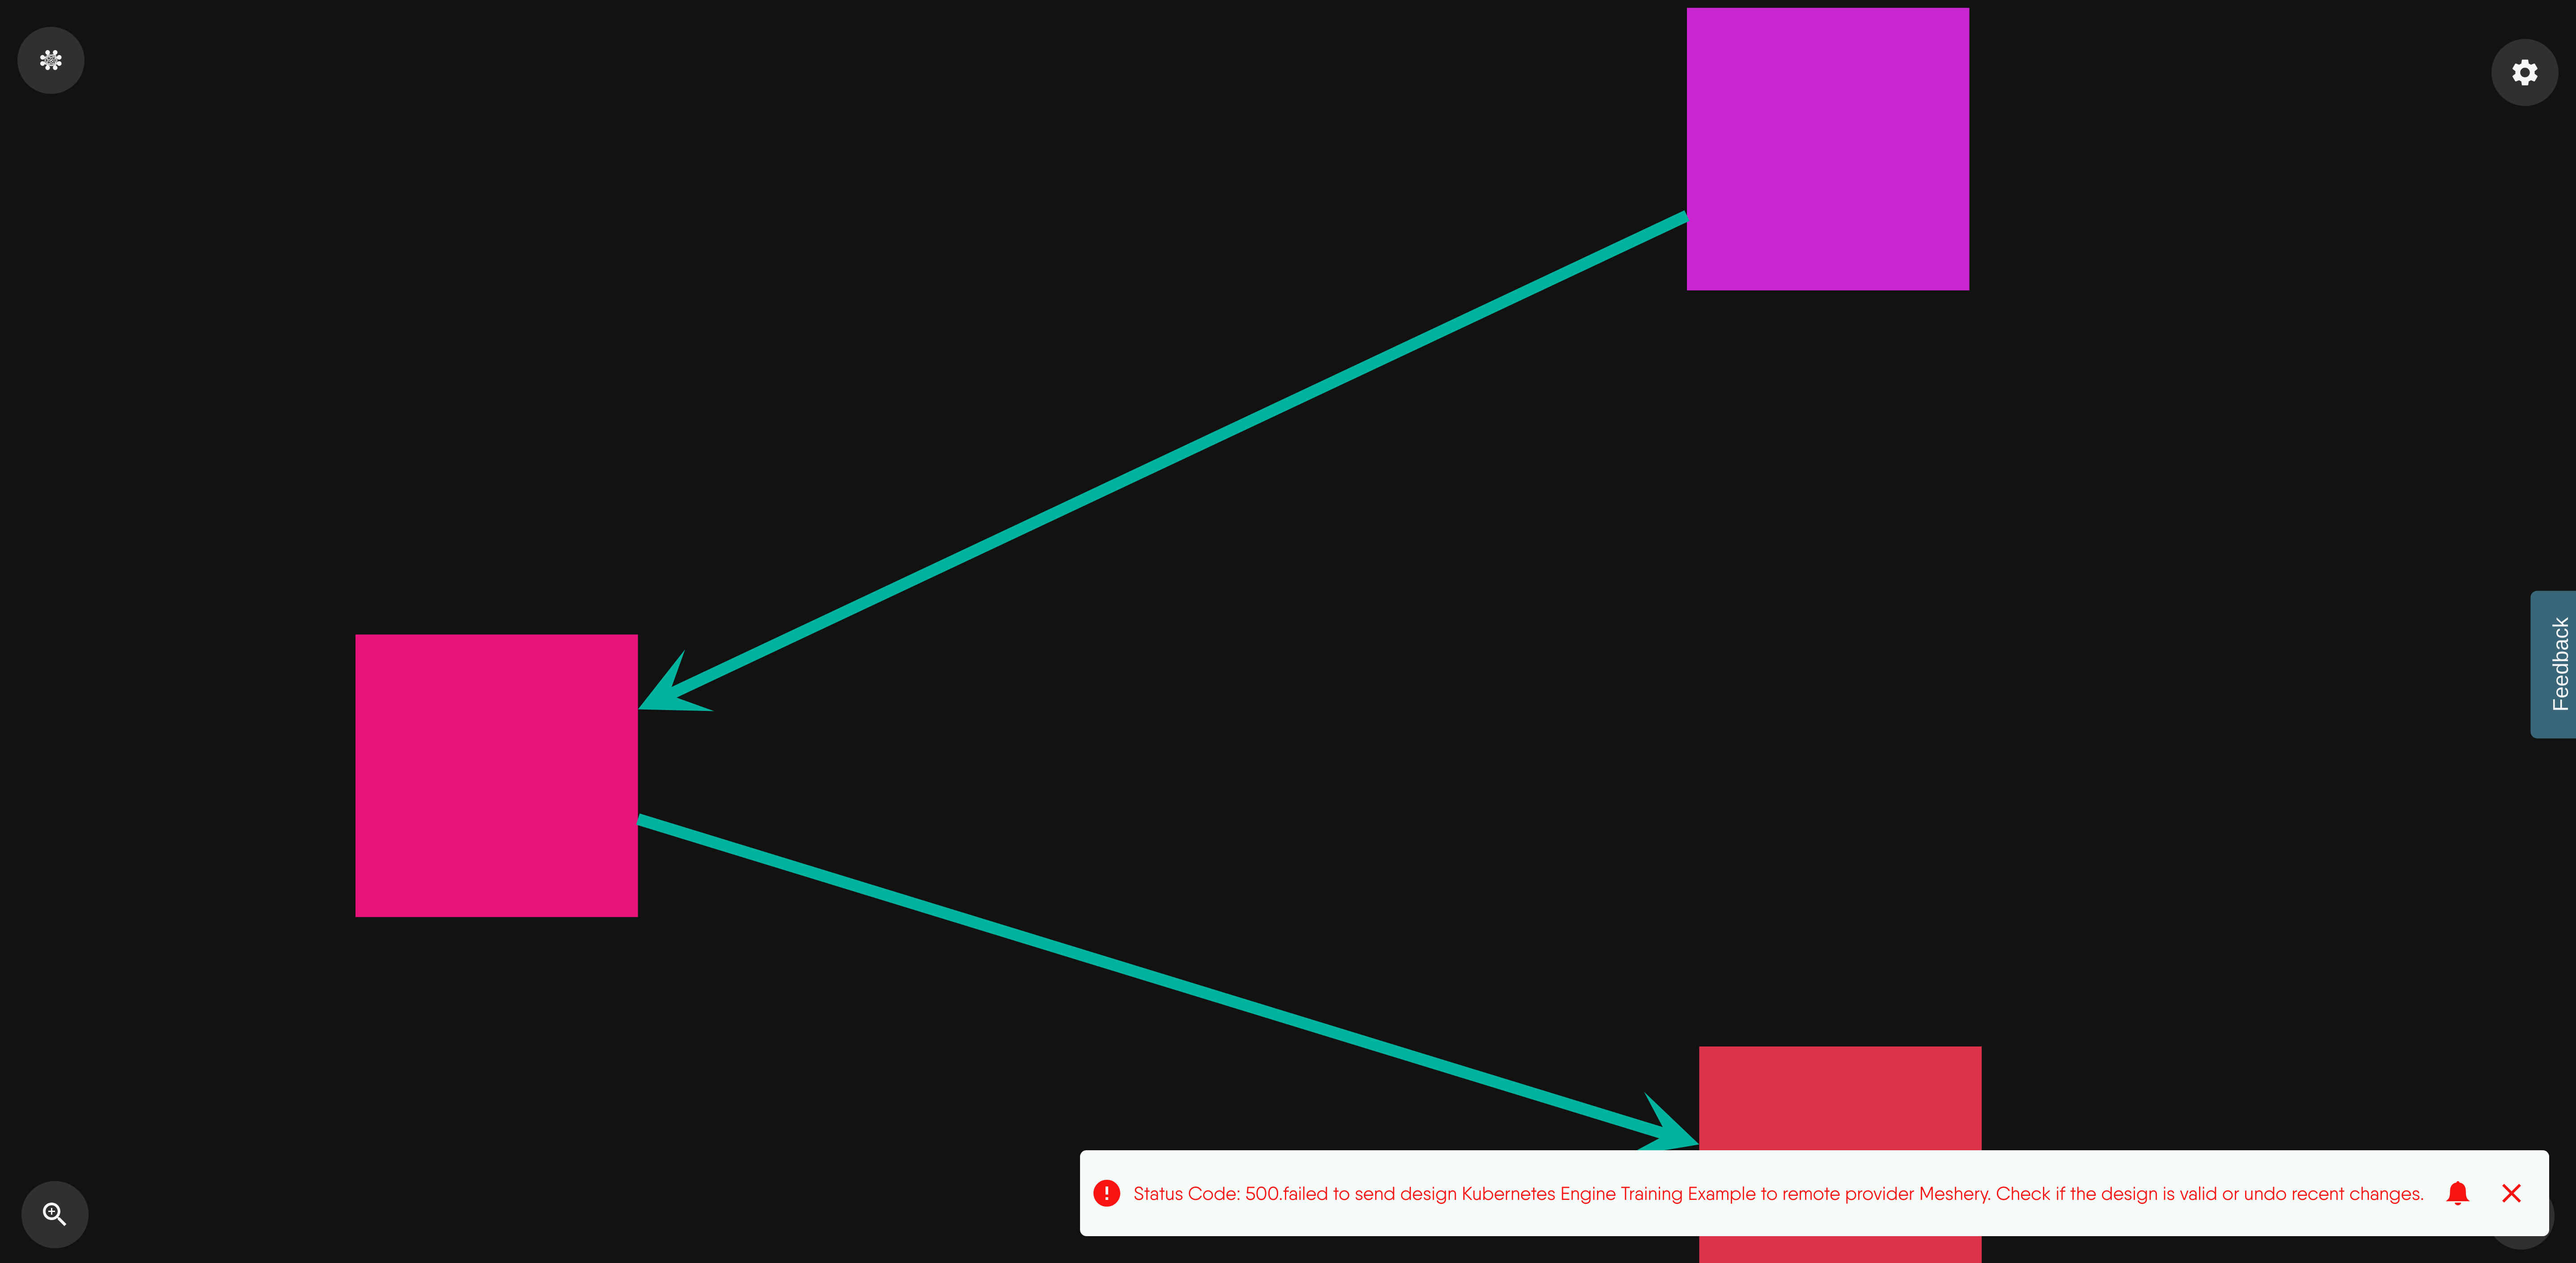 Feedback
Status Code: 500.failed to send design Kubernetes Engine Training Example to remote provider Meshery. Check if the design is valid or undo recent changes.